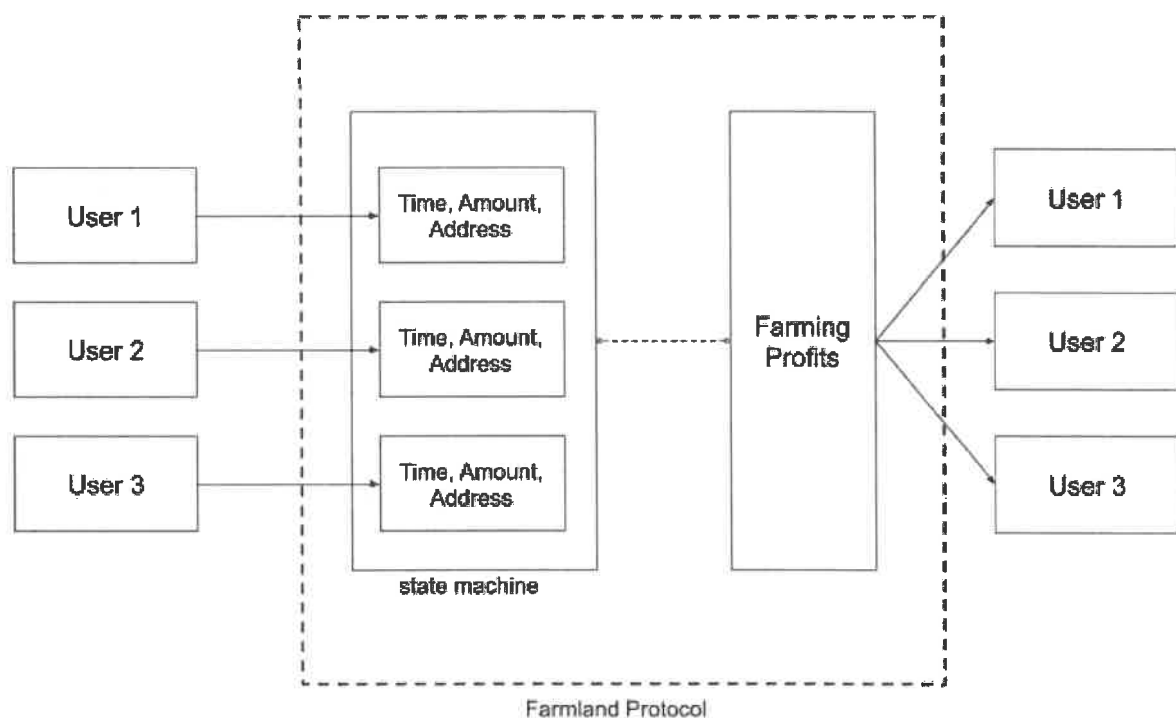 User 1
User 2
User 3
Time, Amount,
Address
Time, Amount,
Address
Time, Amount,
Address
state machine
Farming
Profits
User 1
User 2
User 3
Farmland Protocol